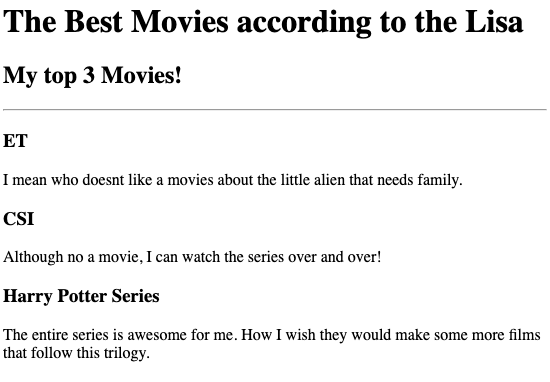 The Best Movies according to the Lisa
My top 3 Movies!
ET
I mean who doesnt like a movies about the little alien that needs family.
CSI
Although no a movie, I can watch the series over and over!
Harry Potter Series
The entire series is awesome for me. How I wish they would make some more films
that follow this trilogy.